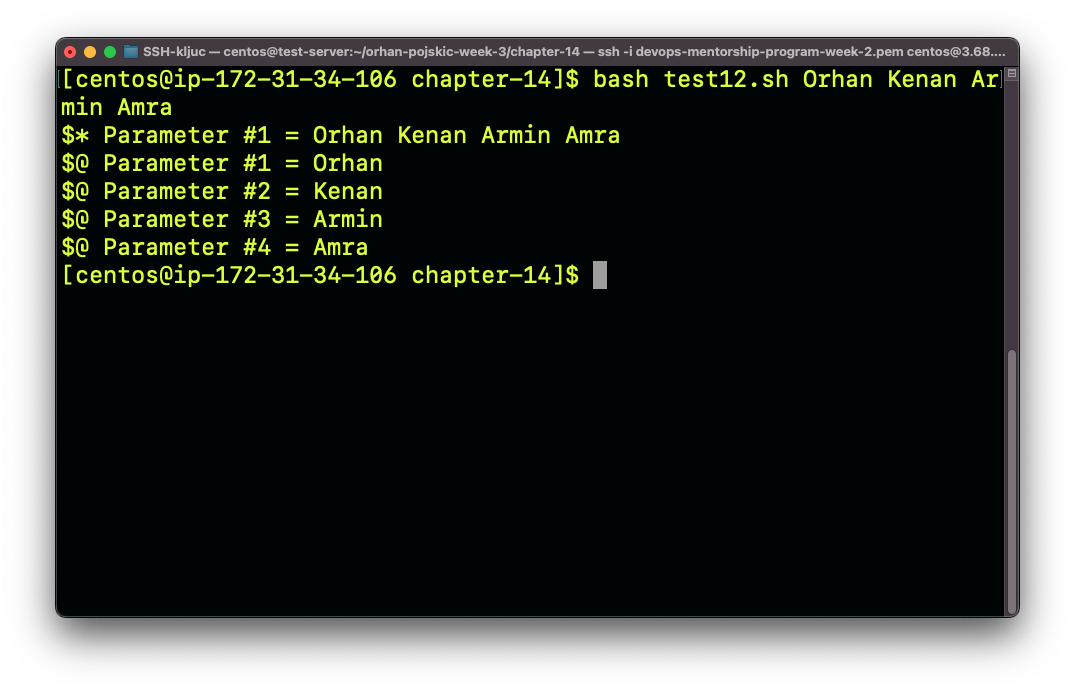 SSH-kljuc — centos@test-server:~/orhan-pojskic-week-3/chapter-14 — ssh -i devops-mentorship-program-week-2.pem centos@3.68....
[centos@ip-172-31-34-106 chapter-14]$ bash test12.sh Orhan Kenan Ar
min Amra
$* Parameter #1 = Orhan Kenan Armin Amra
$@ Parameter #1 = Orhan
$@ Parameter #2 = Kenan
$@ Parameter #3 = Armin
$@ Parameter #4 = Amra
[centos@ip-172-31-34-106 chapter-14]$